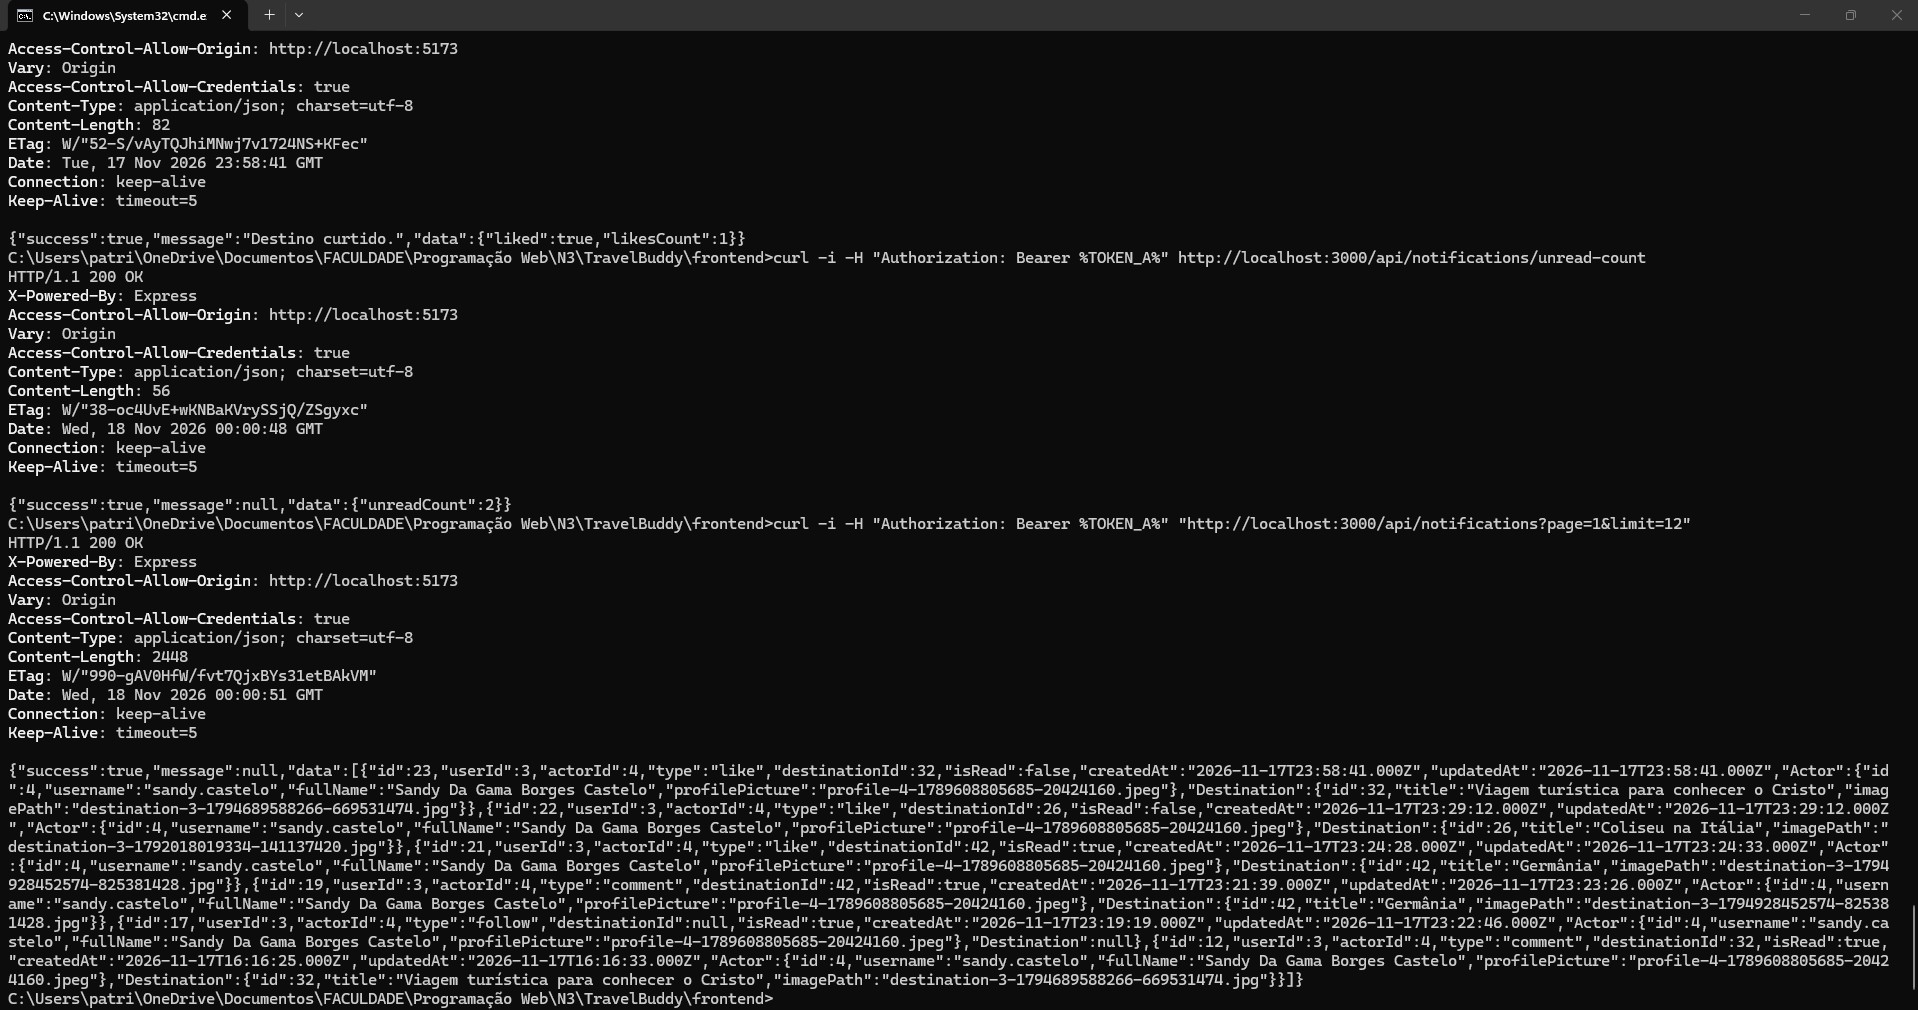 C:\Windows\System32\cmd.e
Access-Control-Allow-Origin: http://localhost:5173
Vary: Origin
Access-Control-Allow-Credentials: true
Content-Type: application/json; charset=utf-8
Content-Length: 82
ETag: W/"52-S/vAyTQJhiMNwj7v1724NS+KFec"
Date: Tue, 17 Nov 2026 23:58:41 GMT
Connection: keep-alive
Keep-Alive: timeout=5
{"success":true,"message":"Destino curtido.","data":{"liked":true,"likesCount":1}}
C:\Users\patri\OneDrive\Documentos\FACULDADE\Programação Web\N3\TravelBuddy\frontend>curl -i -H "Authorization: Bearer %TOKEN_A%" http://localhost:3000/api/notifications/unread-count
HTTP/1.1 200 OK
X-Powered-By: Express
Access-Control-Allow-Origin: http://localhost:5173
Vary: Origin
Access-Control-Allow-Credentials: true
Content-Type: application/json; charset=utf-8
Content-Length: 56
ETag: W/"38-oc4UvE+wKNBaKVrySSjQ/ZSgyxc"
Date: Wed, 18 Nov 2026 00:00:48 GMT
Connection: keep-alive
Keep-Alive: timeout=5
{"success":true,"message":null,"data":{"unreadCount":2}}
C:\Users\patri\OneDrive\Documentos\FACULDADE\Programação Web\N3\TravelBuddy\frontend>curl -i -H "Authorization: Bearer %TOKEN_A%" "http://localhost:3000/api/notifications?page=1&limit=12"
HTTP/1.1 200 OK
X-Powered-By: Express
Access-Control-Allow-Origin: http://localhost:5173
Vary: Origin
Access-Control-Allow-Credentials: true
Content-Type: application/json; charset=utf-8
Content-Length: 2448
ETag: W/"990-gAV0HfW/fvt7QjxBYs31etBAkVM"
Date: Wed, 18 Nov 2026 00:00:51 GMT
Connection: keep-alive
Keep-Alive: timeout=5
{"success":true,"message":null,"data":[{"id":23,"userId":3,"actorId":4,"type":"like","destinationId":32,"isRead":false,"createdAt":"2026-11-17T23:58:41.000Z","updatedAt":"2026-11-17T23:58:41.000Z","Actor":{"id
":4,"username":"sandy.castelo","fullName":"Sandy Da Gama Borges Castelo","profilePicture":"profile-4-1789608805685-20424160.jpeg"},"Destination":{"id":32,"title":"Viagem turística para conhecer o Cristo","imag
ePath":"destination-3-1794689588266-669531474.jpg"}},{"id":22,"userId":3,"actorId":4,"type":"like","destinationId":26,"isRead":false,"createdAt":"2026-11-17T23:29:12.000Z","updatedAt":"2026-11-17T23:29:12.000Z
","Actor":{"id":4,"username":"sandy.castelo","fullName":"Sandy Da Gama Borges Castelo","profilePicture":"profile-4-1789608805685-20424160.jpeg"},"Destination":{"id":26,"title":"Coliseu na Itália","imagePath":"
destination-3-1792018019334-141137420.jpg"}},{"id":21,"userId":3,"actorId":4,"type":"like","destinationId":42,"isRead":true,"createdAt":"2026-11-17T23:24:28.000Z","updatedAt":"2026-11-17T23:24:33.000Z","Actor"
:{"id":4,"username":"sandy.castelo","fullName":"Sandy Da Gama Borges Castelo","profilePicture":"profile-4-1789608805685-20424160.jpeg"},"Destination":{"id":42,"title":"Germânia","imagePath":"destination-3-1794
928452574-825381428.jpg"}},{"id":19,"userId":3,"actorId":4,"type":"comment","destinationId":42,"isRead":true,"createdAt":"2026-11-17T23:21:39.000Z","updatedAt":"2026-11-17T23:23:26.000Z","Actor":{"id":4,"usern
ame":"sandy.castelo","fullName":"Sandy Da Gama Borges Castelo","profilePicture":"profile-4-1789608805685-20424160.jpeg"},"Destination":{"id":42,"title":"Germânia","imagePath":"destination-3-1794928452574-82538
1428.jpg"}},{"id":17,"userId":3,"actorId":4,"type":"follow","destinationId":null,"isRead":true,"createdAt":"2026-11-17T23:19:19.000Z","updatedAt":"2026-11-17T23:22:46.000Z","Actor":{"id":4,"username":"sandy.ca
stelo","fullName":"Sandy Da Gama Borges Castelo","profilePicture":"profile-4-1789608805685-20424160.jpeg"},"Destination":null},{"id":12,"userId":3,"actorId":4,"type":"comment","destinationId":32,"isRead":true,
"createdAt":"2026-11-17T16:16:25.000Z","updatedAt":"2026-11-17T16:16:33.000Z","Actor":{"id":4,"username":"sandy.castelo","fullName":"Sandy Da Gama Borges Castelo","profilePicture":"profile-4-1789608805685-2042
4160.jpeg"},"Destination":{"id":32,"title":"Viagem turística para conhecer o Cristo","imagePath":"destination-3-1794689588266-669531474.jpg"}}]}
C:\Users\patri\OneDrive\Documentos\FACULDADE\Programação Web\N3\TravelBuddy\frontend>